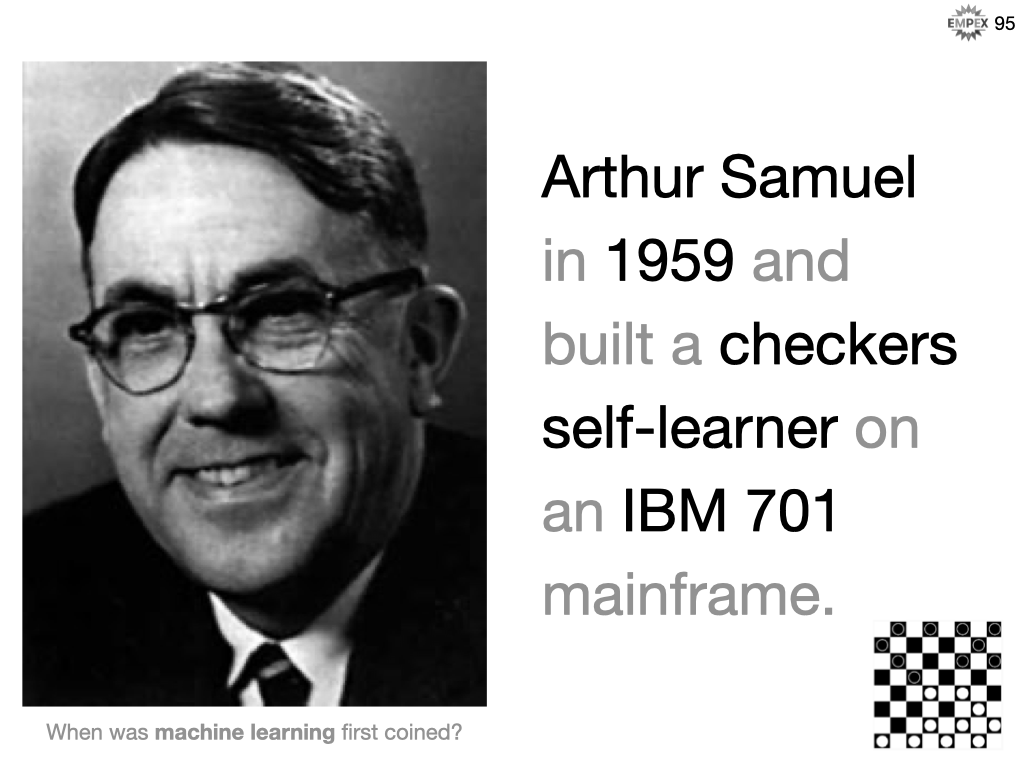 EMPEX 95
Arthur Samuel
in 1959 and
built a checkers
self-learner on
an IBM 701
mainframe.
When was machine learning first coined?